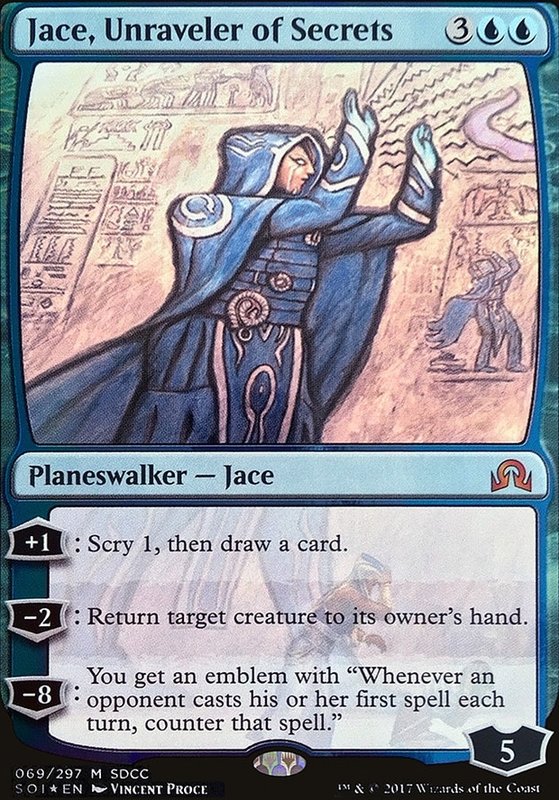 Jace, Unraveler of Secrets 3
Planeswalker — Jace
+1 : Scry 1, then draw a card.
−2 : Return target creature to its owner's hand.
−8 : You get an emblem with “Whenever an
opponent casts his or her first spell each
turn, counter that spell.”
5
069/297 M SDCC
SOI★EN Vincent Proce
™ & © 2017 Wizards of the Coast